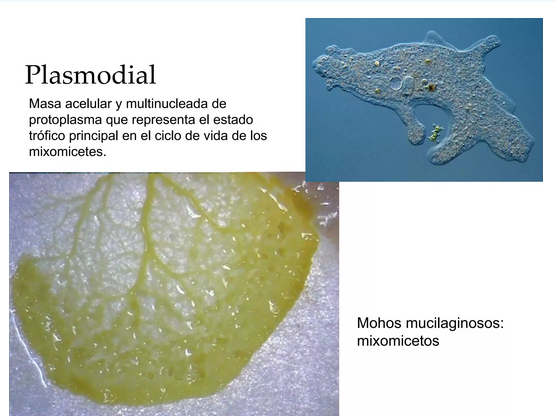 Plasmodial
Masa acelular y multinucleada de
protoplasma que representa el estado
trófico principal en el ciclo de vida de los
mixomicetes.
Mohos mucilaginosos:
mixomicetos